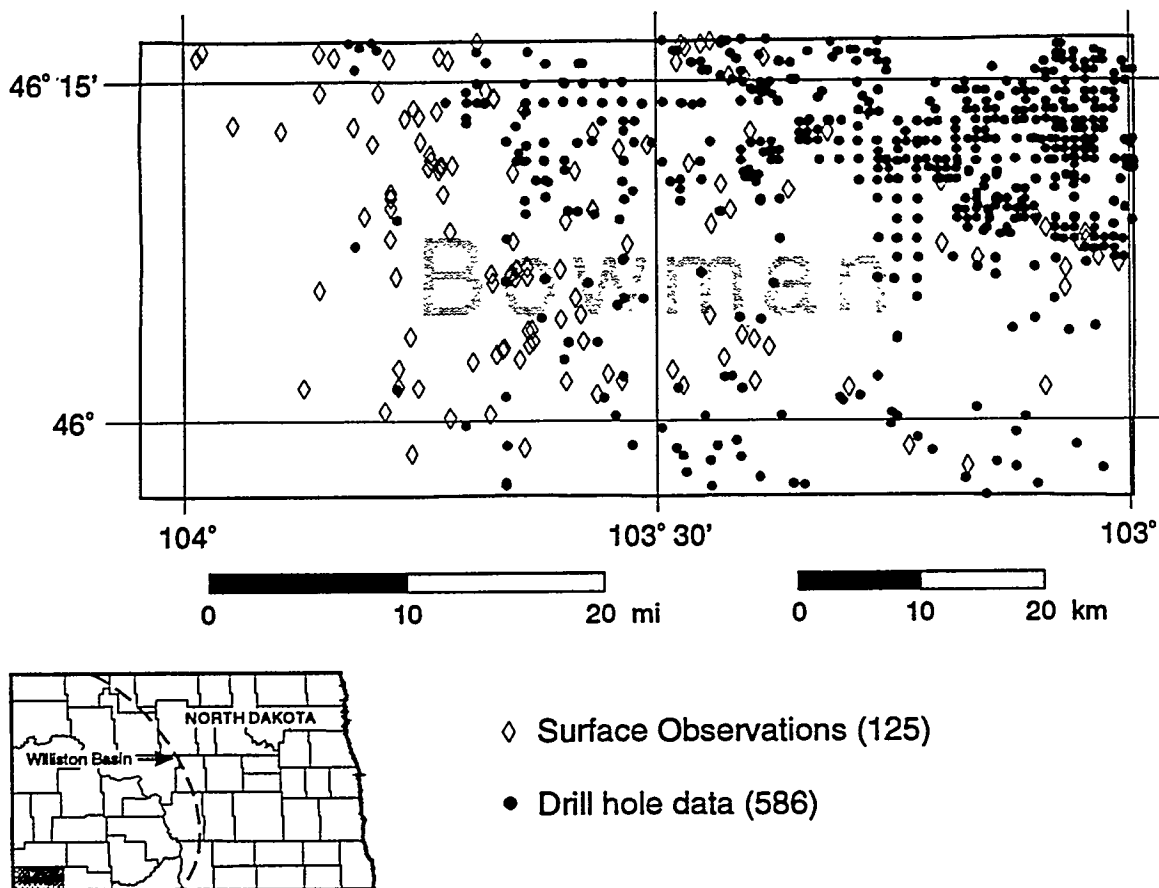 46° 15'
Bowman
46°
104°
103° 30'
103°
0 10 20 mi
0 10 20 km
NORTH DAKOTA
Williston Basin
Surface Observations (125)
Drill hole data (586)